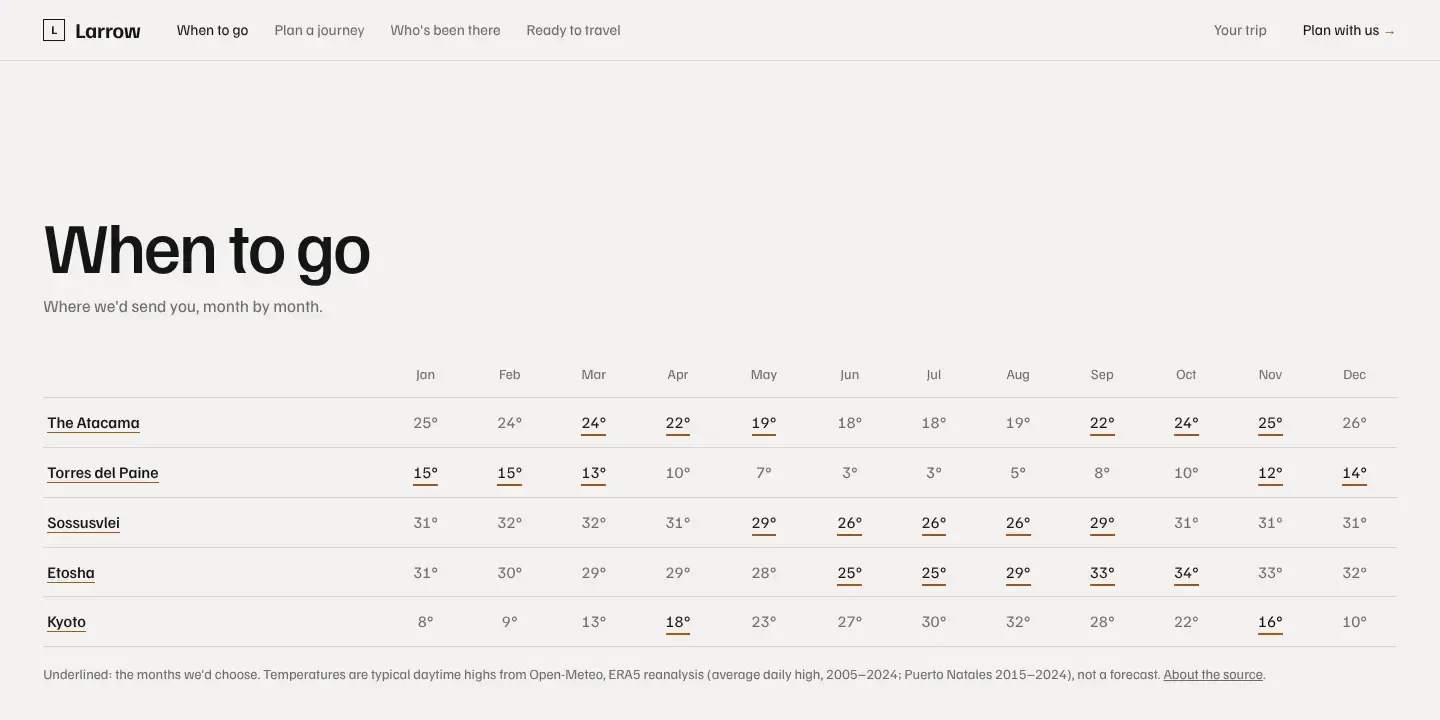 L Larrow When to go Plan a journey Who's been there Ready to travel Your trip Plan with us →
When to go
Where we'd send you, month by month.
Jan Feb Mar Apr May Jun Jul Aug Sep Oct Nov Dec
The Atacama 25° 24° 24° 22° 19° 18° 18° 19° 22° 24° 25° 26°
Torres del Paine 15° 15° 13° 10° 7° 3° 3° 5° 8° 10° 12° 14°
Sossusvlei 31° 32° 32° 31° 29° 26° 26° 26° 29° 31° 31° 31°
Etosha 31° 30° 29° 29° 28° 25° 25° 29° 33° 34° 33° 32°
Kyoto 8° 9° 13° 18° 23° 27° 30° 32° 28° 22° 16° 10°
Underlined: the months we'd choose. Temperatures are typical daytime highs from Open-Meteo, ERA5 reanalysis (average daily high, 2005–2024; Puerto Natales 2015–2024), not a forecast. About the source.